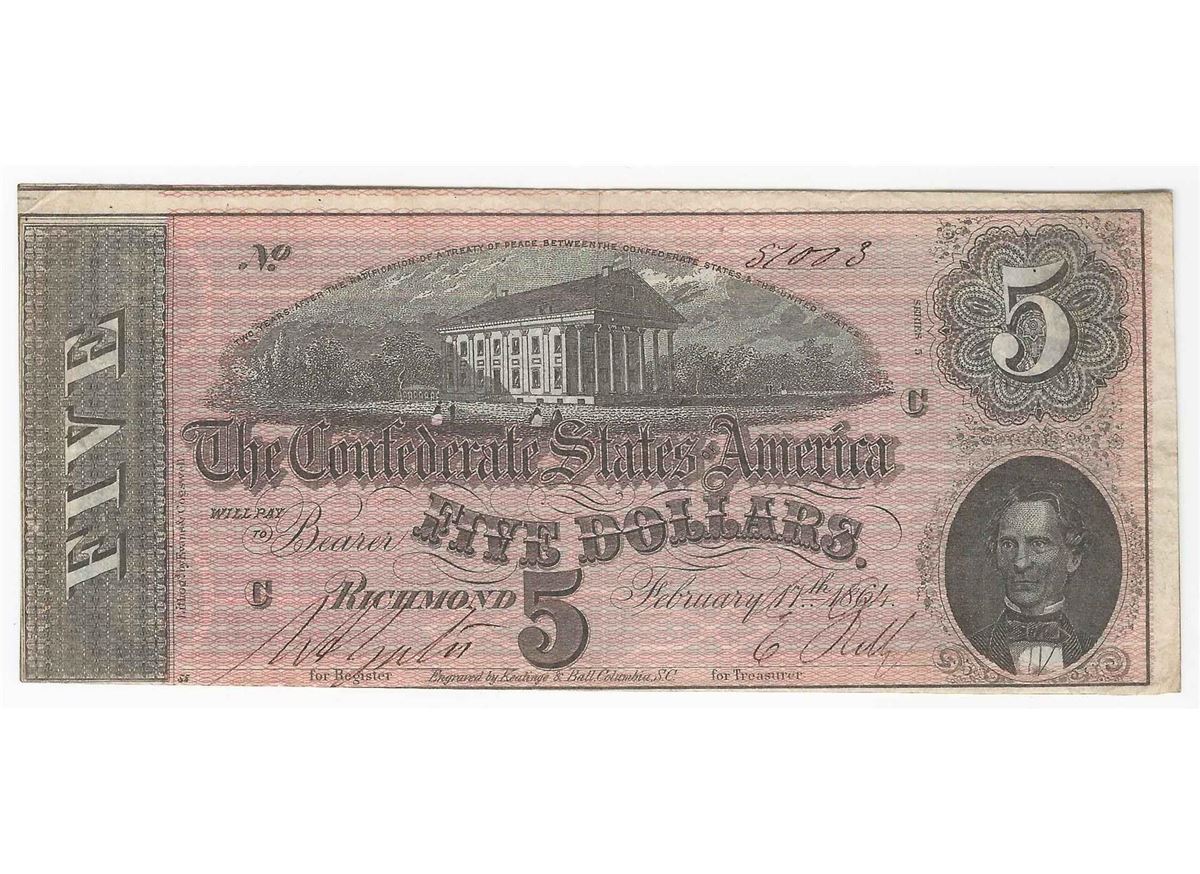 No 51003
TWO YEARS AFTER THE RATIFICATION OF A TREATY OF PEACE BETWEEN THE CONFEDERATE STATES & THE UNITED STATES
5
SERIES 5
C
FIVE
The Confederate States of America
WILL PAY
TO Bearer
FIVE DOLLARS.
C
RICHMOND 5 February 17th 1864.
for Register
Engraved by Keatinge & Ball, Columbia, S.C.
for Treasurer